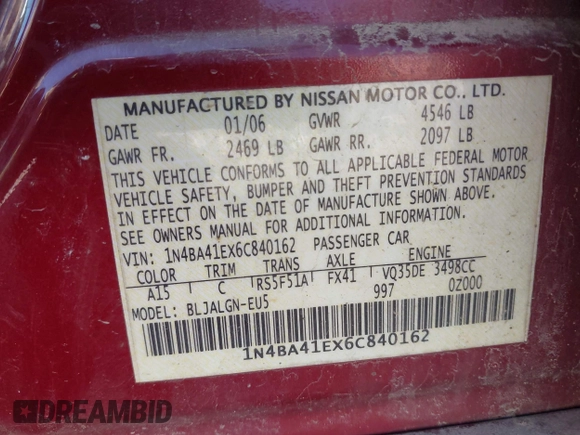 MANUFACTURED BY NISSAN MOTOR CO., LTD.
DATE 01/06 GVWR 4546 LB
GAWR FR. 2469 LB GAWR RR. 2097 LB
THIS VEHICLE CONFORMS TO ALL APPLICABLE FEDERAL MOTOR
VEHICLE SAFETY, BUMPER AND THEFT PREVENTION STANDARDS
IN EFFECT ON THE DATE OF MANUFACTURE SHOWN ABOVE.
SEE OWNERS MANUAL FOR ADDITIONAL INFORMATION.
VIN: 1N4BA41EX6C840162 PASSENGER CAR
COLOR TRIM TRANS AXLE ENGINE
A15 C RS5F51A FX41 VQ35DE 3498CC
MODEL: BLJALGN-EU5 997 0Z000
1N4BA41EX6C840162
DREAMBID